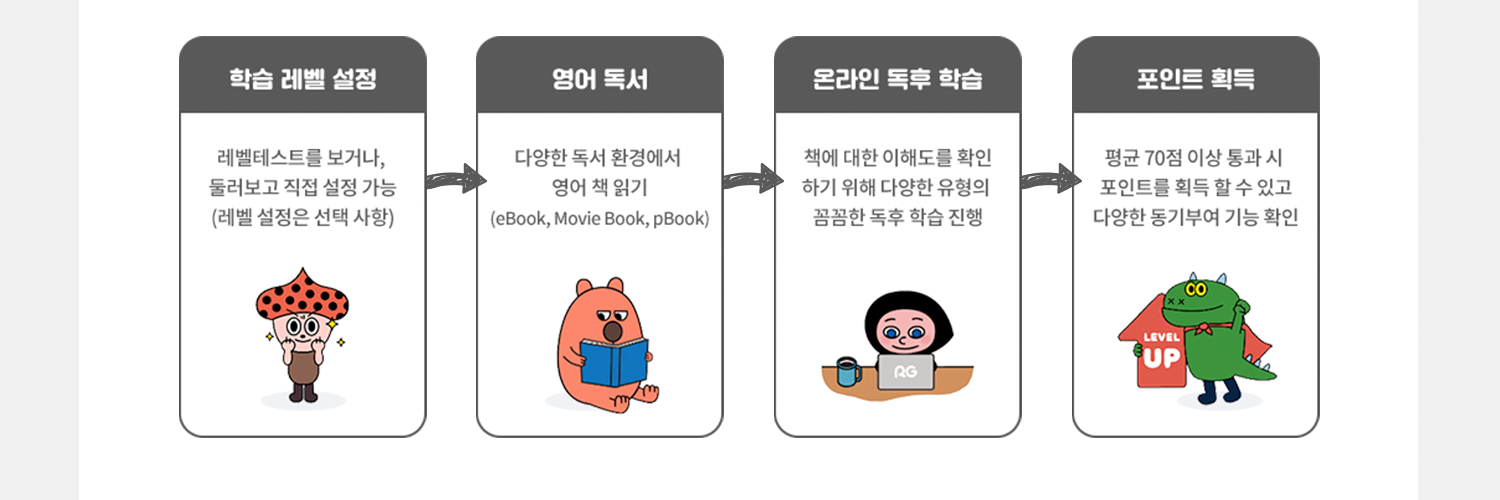 학습 레벨 설정
레벨테스트를 보거나,
둘러보고 직접 설정 가능
(레벨 설정은 선택 사항)
영어 독서
다양한 독서 환경에서
영어 책 읽기
(eBook, Movie Book, pBook)
온라인 독후 학습
책에 대한 이해도를 확인
하기 위해 다양한 유형의
꼼꼼한 독후 학습 진행
RG
포인트 획득
평균 70점 이상 통과 시
포인트를 획득 할 수 있고
다양한 동기부여 기능 확인
LEVEL
UP